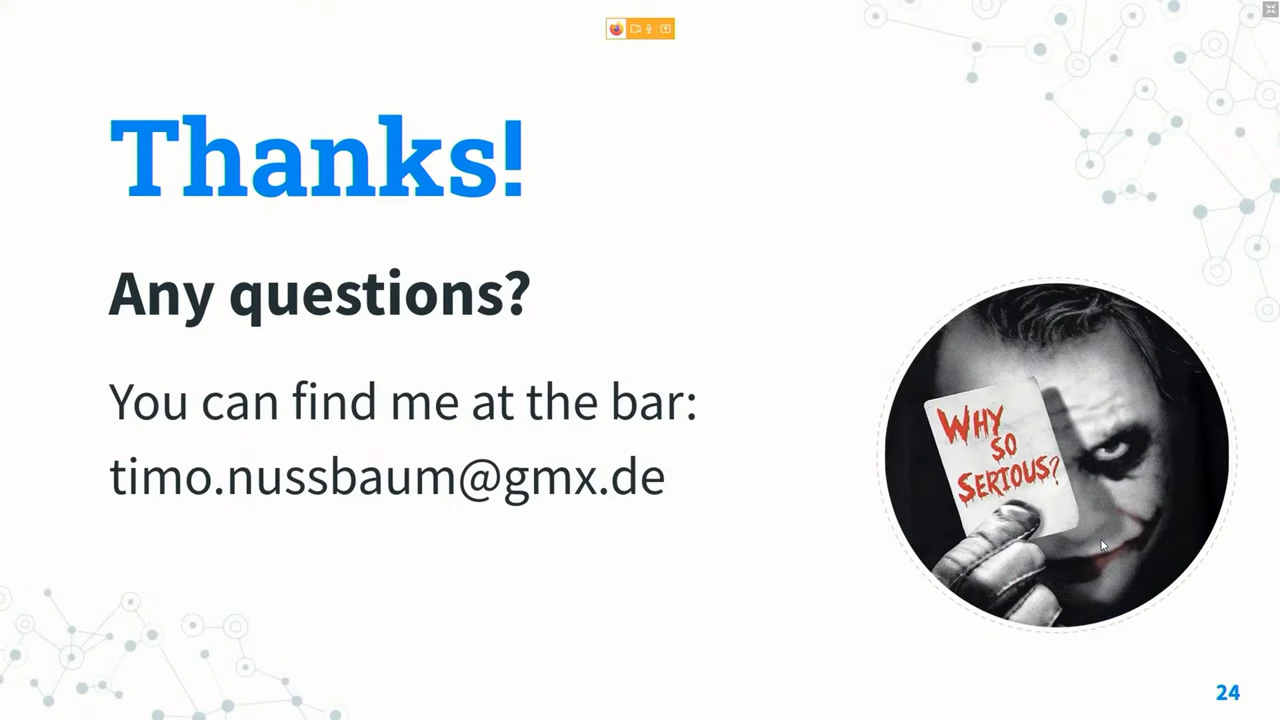 Thanks!
Any questions?
You can find me at the bar:
timo.nussbaum@gmx.de
WHY
SO
SERIOUS?
24